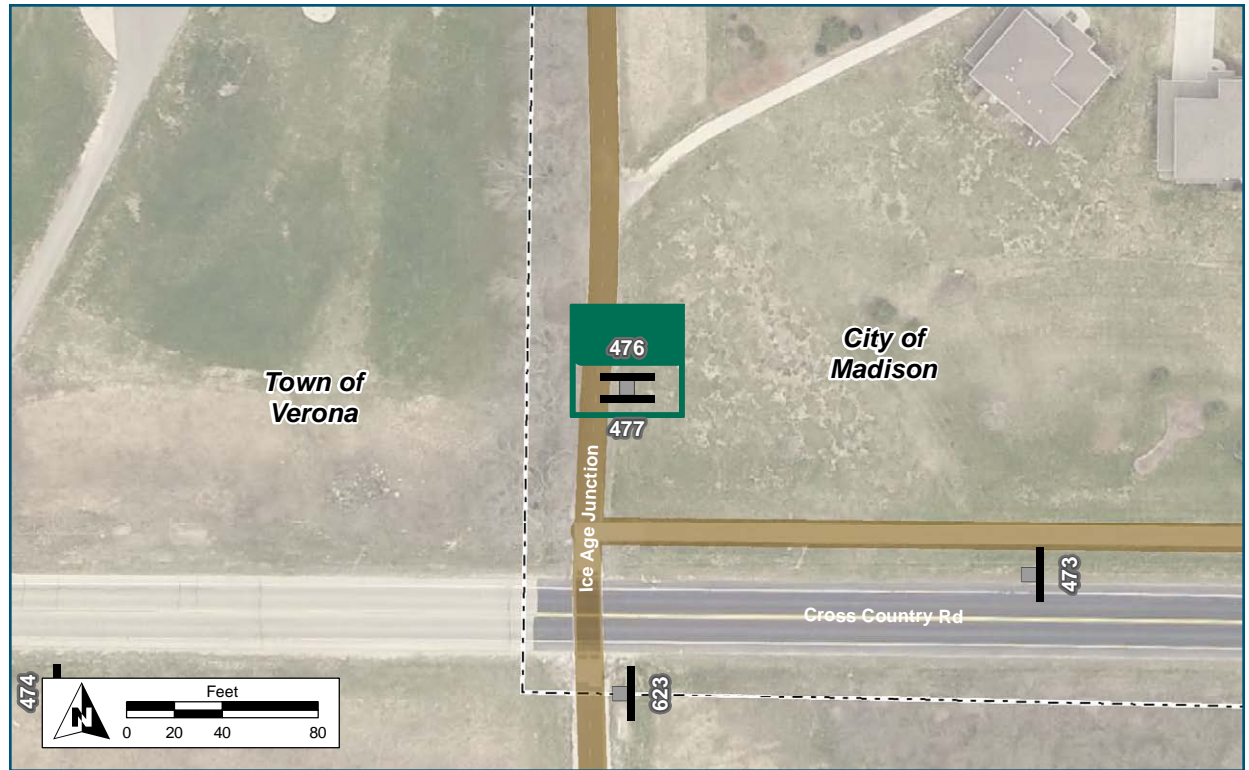 476
City of
Madison
Town of
Verona
477
Ice Age Junction
473
Cross Country Rd
474
623
Feet
N
0 20 40 80